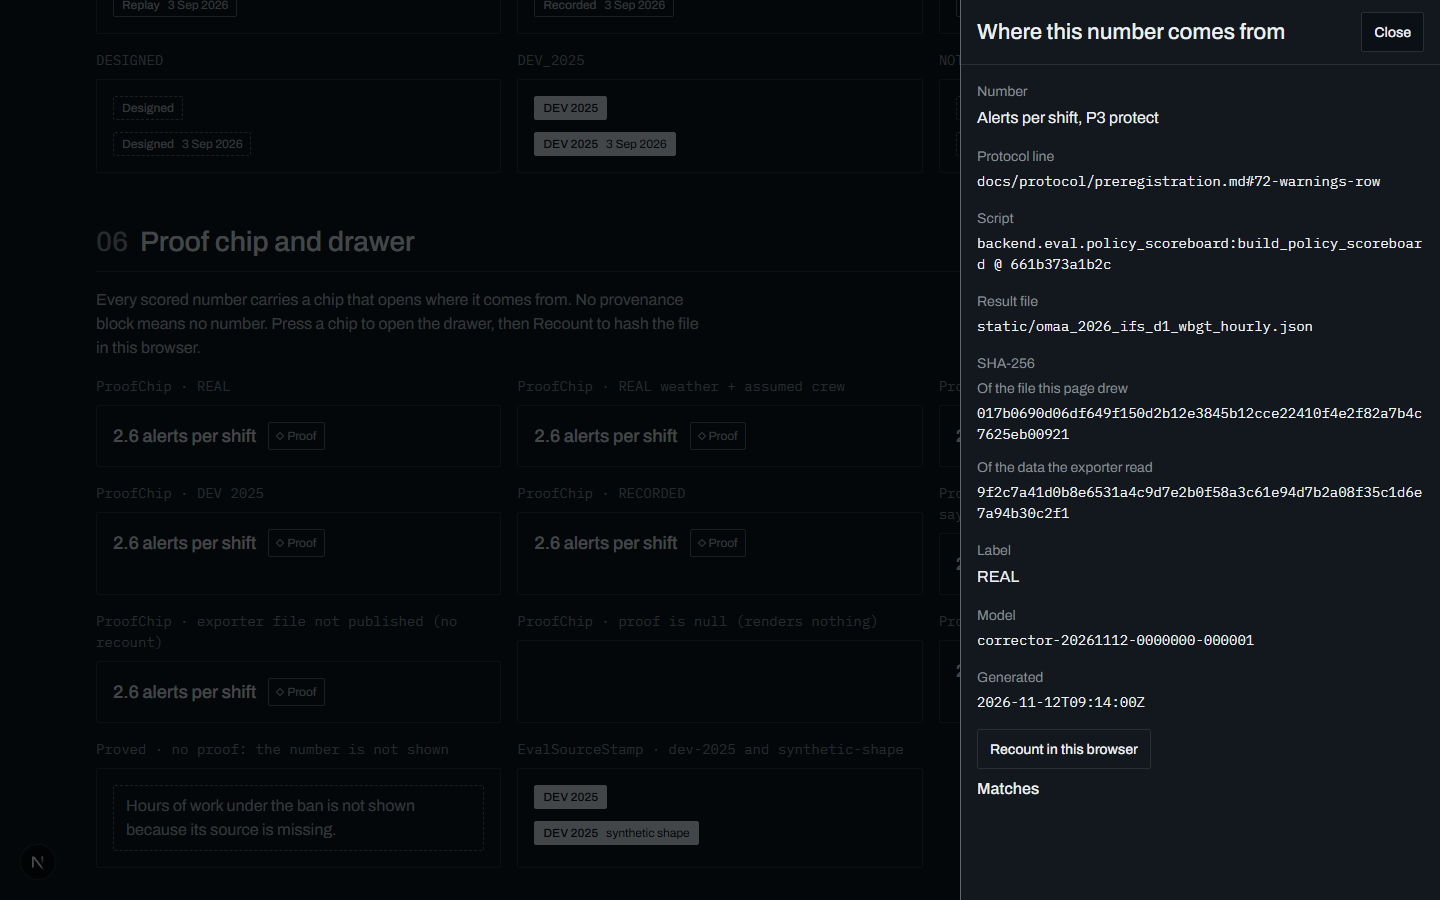 Replay 3 Sep 2026
Recorded 3 Sep 2026
DESIGNED
DEV_2025
Designed
Designed 3 Sep 2026
DEV 2025
DEV 2025 3 Sep 2026
06 Proof chip and drawer
Every scored number carries a chip that opens where it comes from. No provenance
block means no number. Press a chip to open the drawer, then Recount to hash the file
in this browser.
ProofChip · REAL
ProofChip · REAL weather + assumed crew
2.6 alerts per shift ◇ Proof
2.6 alerts per shift ◇ Proof
ProofChip · DEV 2025
ProofChip · RECORDED
2.6 alerts per shift ◇ Proof
2.6 alerts per shift ◇ Proof
ProofChip · exporter file not published (no
recount)
ProofChip · proof is null (renders nothing)
2.6 alerts per shift ◇ Proof
Proved · no proof: the number is not shown
EvalSourceStamp · dev-2025 and synthetic-shape
Hours of work under the ban is not shown
because its source is missing.
DEV 2025
DEV 2025 synthetic shape
N
Where this number comes from
Close
Number
Alerts per shift, P3 protect
Protocol line
docs/protocol/preregistration.md#72-warnings-row
Script
backend.eval.policy_scoreboard:build_policy_scoreboar
d @ 661b373a1b2c
Result file
static/omaa_2026_ifs_d1_wbgt_hourly.json
SHA-256
Of the file this page drew
017b0690d06df649f150d2b12e3845b12cce22410f4e2f82a7b4c
7625eb00921
Of the data the exporter read
9f2c7a41d0b8e6531a4c9d7e2b0f58a3c61e94d7b2a08f35c1d6e
7a94b30c2f1
Label
REAL
Model
corrector-20261112-0000000-000001
Generated
2026-11-12T09:14:00Z
Recount in this browser
Matches